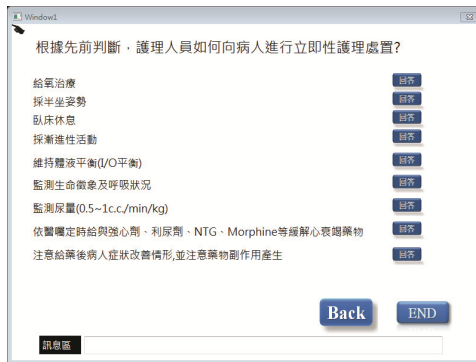 Window1
根據先前判斷，護理人員如何向病人進行立即性護理處置?
給氧治療 回答
採半坐姿勢 回答
臥床休息 回答
採漸進性活動 回答
維持體液平衡(I/O平衡) 回答
監測生命徵象及呼吸狀況 回答
監測尿量(0.5~1c.c./min/kg) 回答
依醫囑定時給與強心劑、利尿劑、NTG、Morphine等緩解心衰竭藥物 回答
注意給藥後病人症狀改善情形,並注意藥物副作用產生 回答
Back END
訊息區